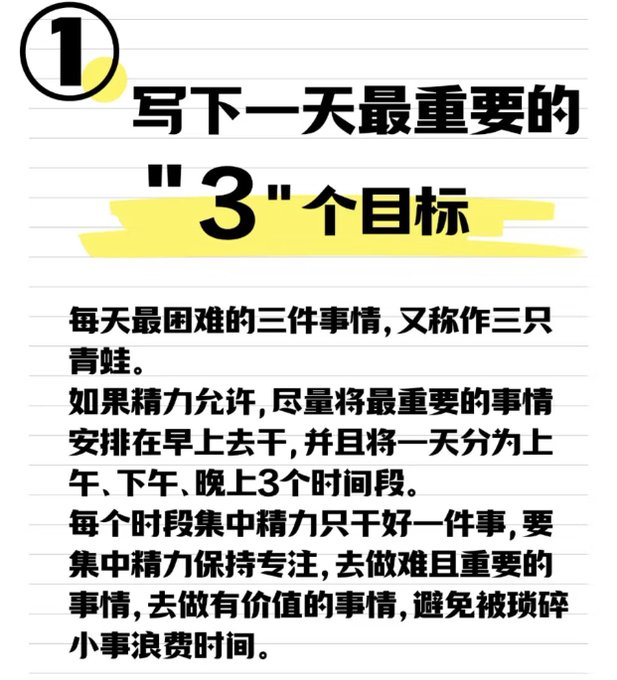 1
写下一天最重要的
"3"个目标
每天最困难的三件事情,又称作三只
青蛙。
如果精力允许,尽量将最重要的事情
安排在早上去干,并且将一天分为上
午、下午、晚上3个时间段。
每个时段集中精力只干好一件事,要
集中精力保持专注,去做难且重要的
事情,去做有价值的事情,避免被琐碎
小事浪费时间。